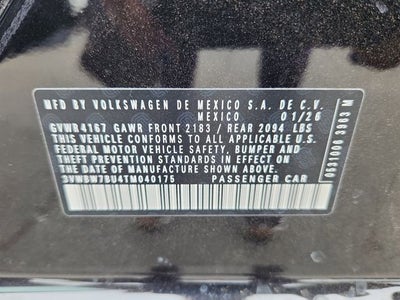 MFD BY VOLKSWAGEN DE MEXICO S.A. DE C.V.
MEXICO 01/26
GVWR 4167 GAWR FRONT 2183 / REAR 2094 LBS
THIS VEHICLE CONFORMS TO ALL APPLICABLE U.S.
FEDERAL MOTOR VEHICLE SAFETY, BUMPER AND
THEFT PREVENTION STANDARDS IN EFFECT
ON THE DATE OF MANUFACTURE SHOWN ABOVE.
3VWBW7BU4TM040175 PASSENGER CAR
0631006 3963 M